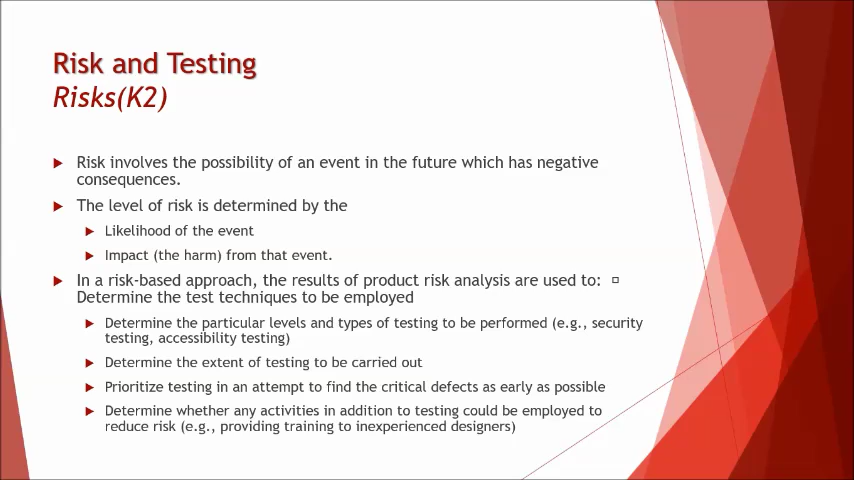 Risk and Testing
Risks(K2)
Risk involves the possibility of an event in the future which has negative
consequences.
The level of risk is determined by the
Likelihood of the event
Impact (the harm) from that event.
In a risk-based approach, the results of product risk analysis are used to: □
Determine the test techniques to be employed
Determine the particular levels and types of testing to be performed (e.g., security
testing, accessibility testing)
Determine the extent of testing to be carried out
Prioritize testing in an attempt to find the critical defects as early as possible
Determine whether any activities in addition to testing could be employed to
reduce risk (e.g., providing training to inexperienced designers)